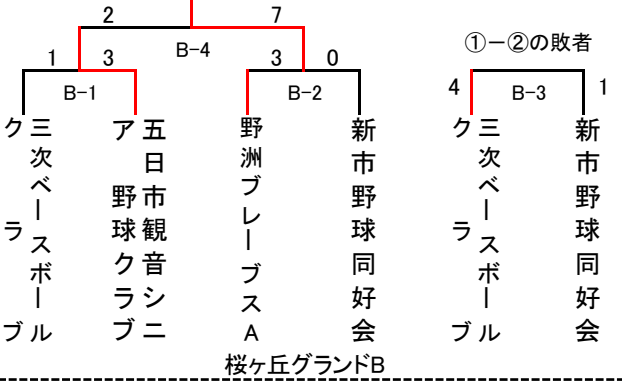 2 7
B-4
①-②の敗者
1 3
3 0
4 1
B-1
B-2
B-3
三次ベースボールクラブ
五日市観音シニア野球クラブ
野洲ブレーブスA
新市野球同好会
三次ベースボールクラブ
新市野球同好会
桜ヶ丘グランドB